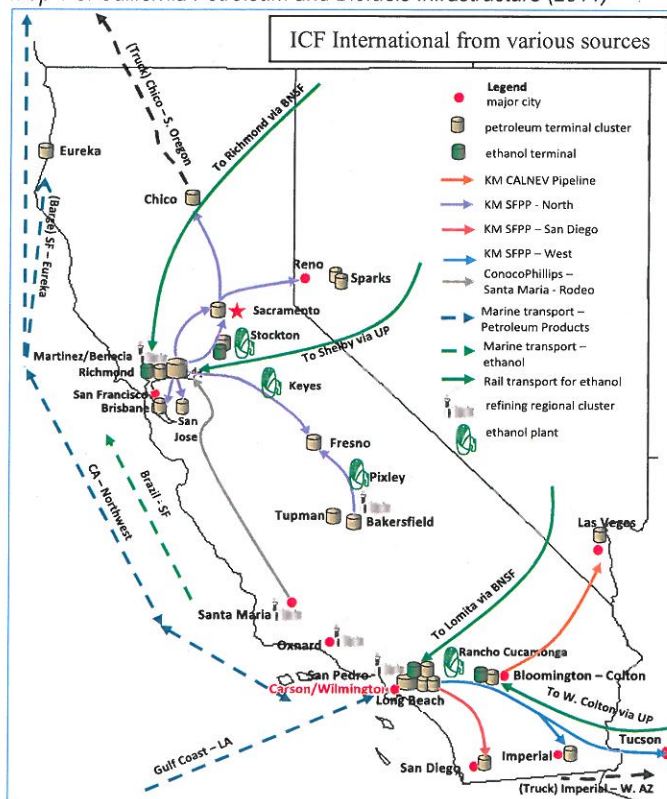 ICF International from various sources
Legend
major city
petroleum terminal cluster
ethanol terminal
KM CALNEV Pipeline
KM SFPP - North
KM SFPP – San Diego
KM SFPP – West
ConocoPhillips –
Santa Maria - Rodeo
Marine transport –
Petroleum Products
Marine transport –
ethanol
Rail transport for ethanol
refining regional cluster
ethanol plant
(Truck) Chico – S. Oregon
To Richmond via BNSF
Eureka
(Barge) SF – Eureka
Chico
Reno
Sparks
Sacramento
Stockton
To Shelby via UP
Martinez/Benecia
Richmond
San Francisco
Brisbane
San
Jose
Keyes
Fresno
Pixley
Tupman
Bakersfield
CA – Northwest
Brazil - SF
Las Vegas
Santa Maria
Oxnard
To Lomita via BNSF
Rancho Cucamonga
San Pedro
Carson/Wilmington
Long Beach
Bloomington – Colton
To W. Colton via UP
Gulf Coast – LA
San Diego
Imperial
Tucson
(Truck) Imperial – W. AZ